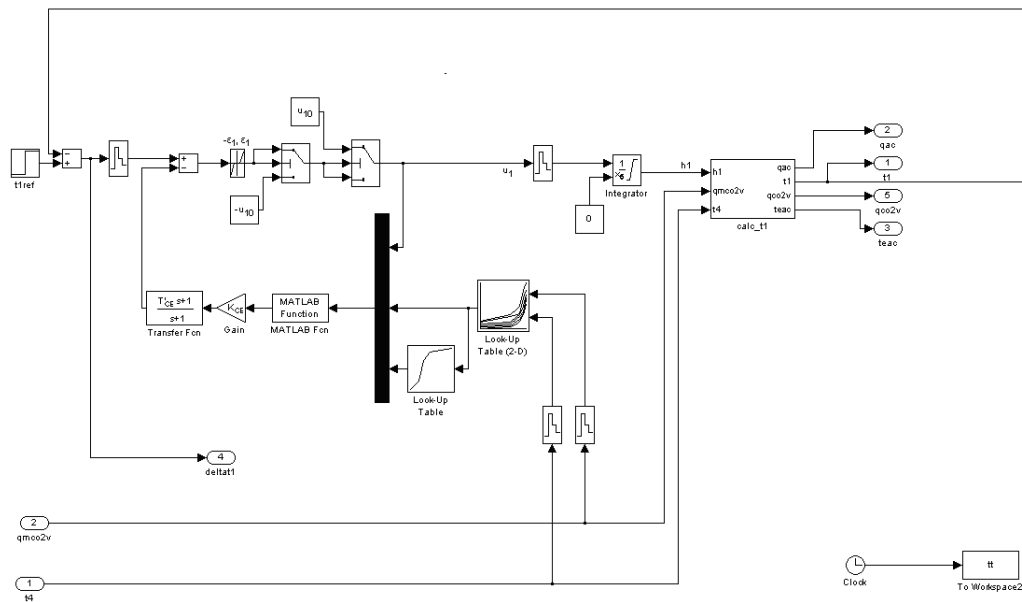 u10
-ε1, ε1
−
+
t1ref
+
−
-u10
u1
1
xo s
Integrator
0
h1
h1
qmco2v
t4
qac
t1
qco2v
teac
calc_t1
2
qac
1
t1
5
qco2v
3
teac
T'CE s+1
s+1
Transfer Fcn
KCE
Gain
MATLAB
Function
MATLAB Fcn
Look-Up
Table (2-D)
Look-Up
Table
4
deltat1
2
qmco2v
1
t4
Clock
tt
To Workspace2